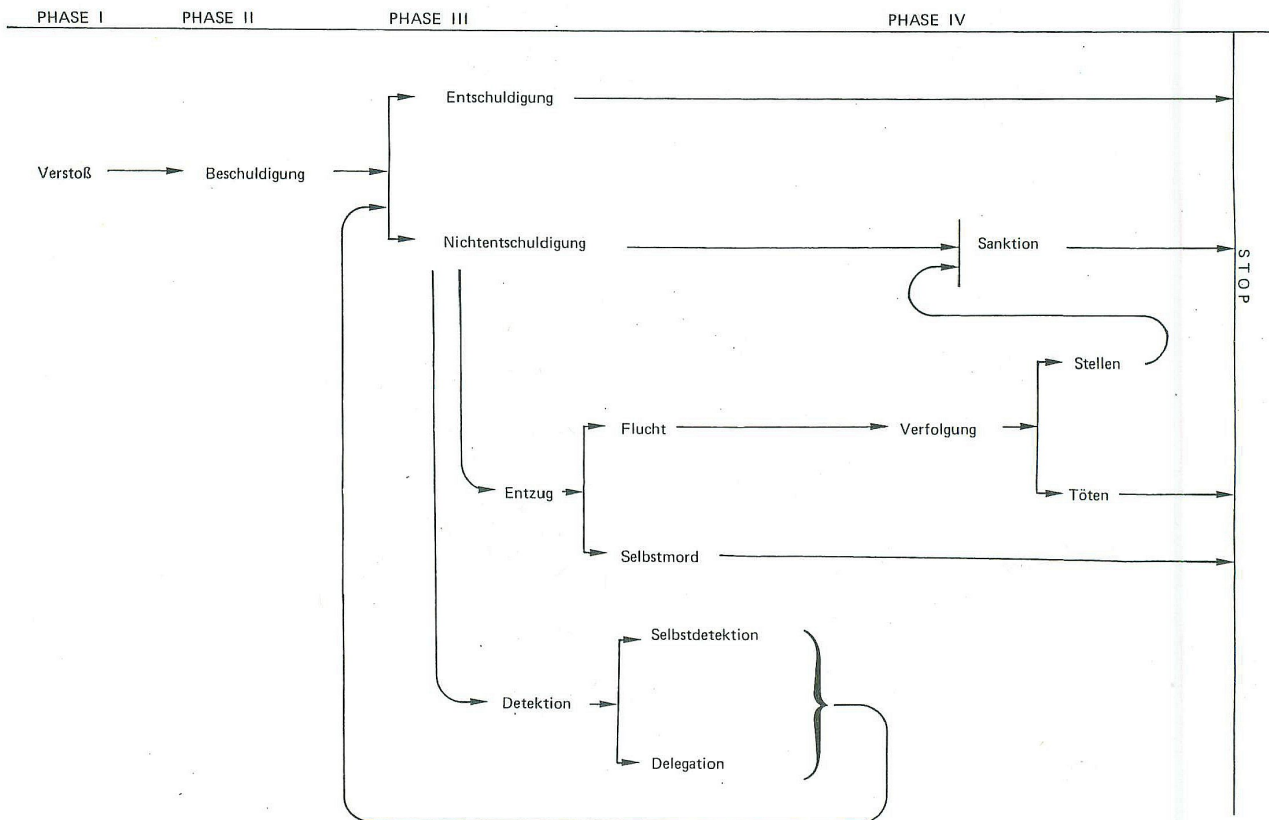 PHASE I PHASE II PHASE III PHASE IV
Entschuldigung
Verstoß Beschuldigung
Nichtentschuldigung Sanktion
STOP
Stellen
Flucht Verfolgung
Entzug Töten
Selbstmord
Selbstdetektion
Detektion
Delegation